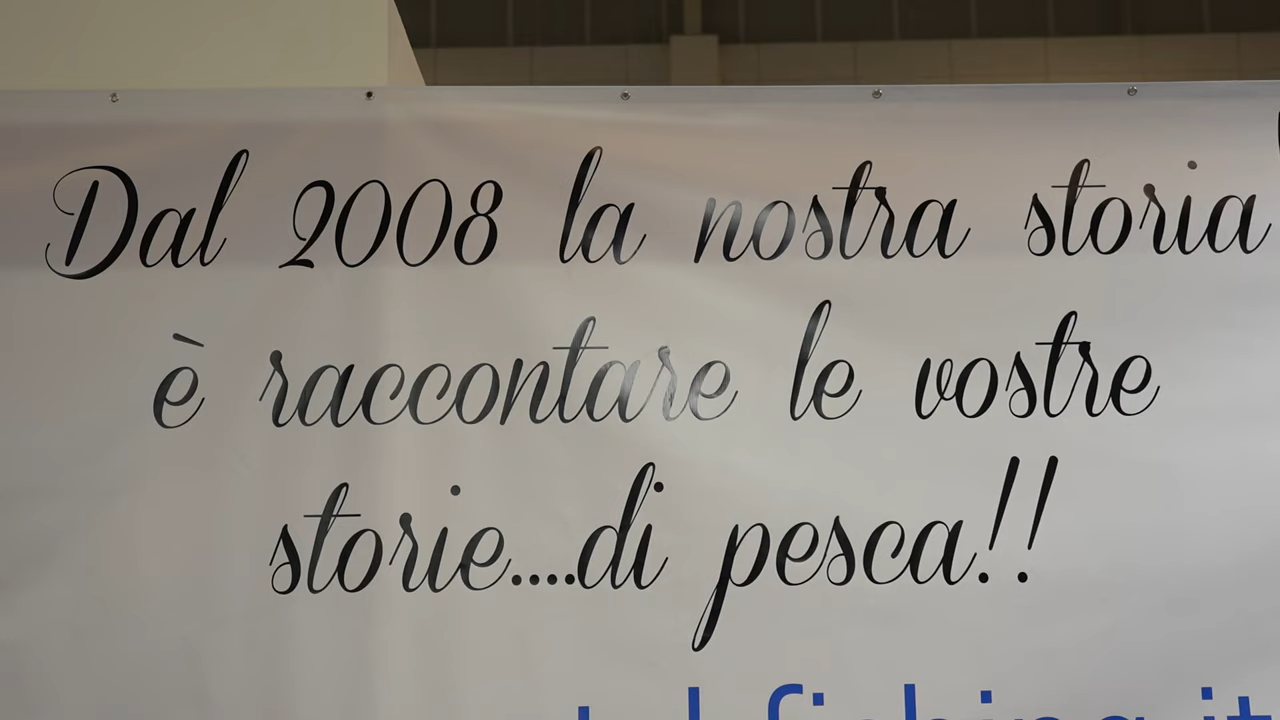 Dal 2008 la nostra storia
è raccontare le vostre
storie....di pesca!!